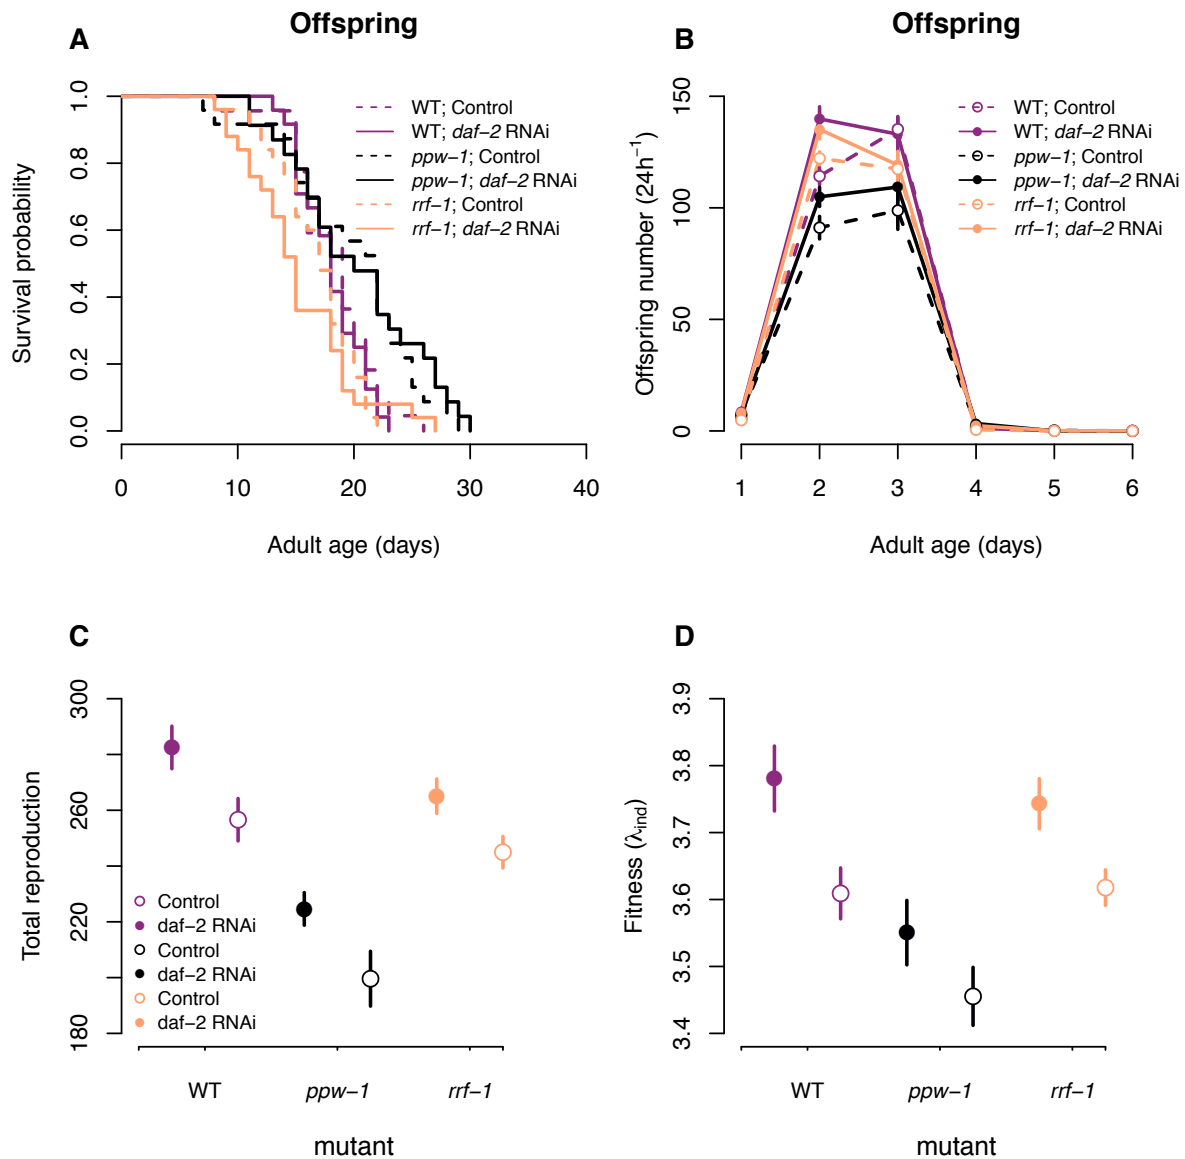 Offspring
A
1.0
0.8
0.6
0.4
0.2
0.0
Survival probability
0 10 20 30 40
Adult age (days)
WT; Control
WT; daf−2 RNAi
ppw−1; Control
ppw−1; daf−2 RNAi
rrf−1; Control
rrf−1; daf−2 RNAi
Offspring
B
150
100
50
0
Offspring number (24h⁻¹)
1 2 3 4 5 6
Adult age (days)
WT; Control
WT; daf−2 RNAi
ppw−1; Control
ppw−1; daf−2 RNAi
rrf−1; Control
rrf−1; daf−2 RNAi
C
300
260
220
180
Total reproduction
Control
daf−2 RNAi
Control
daf−2 RNAi
Control
daf−2 RNAi
WT ppw−1 rrf−1
mutant
D
3.9
3.8
3.7
3.6
3.5
3.4
Fitness (λind)
WT ppw−1 rrf−1
mutant